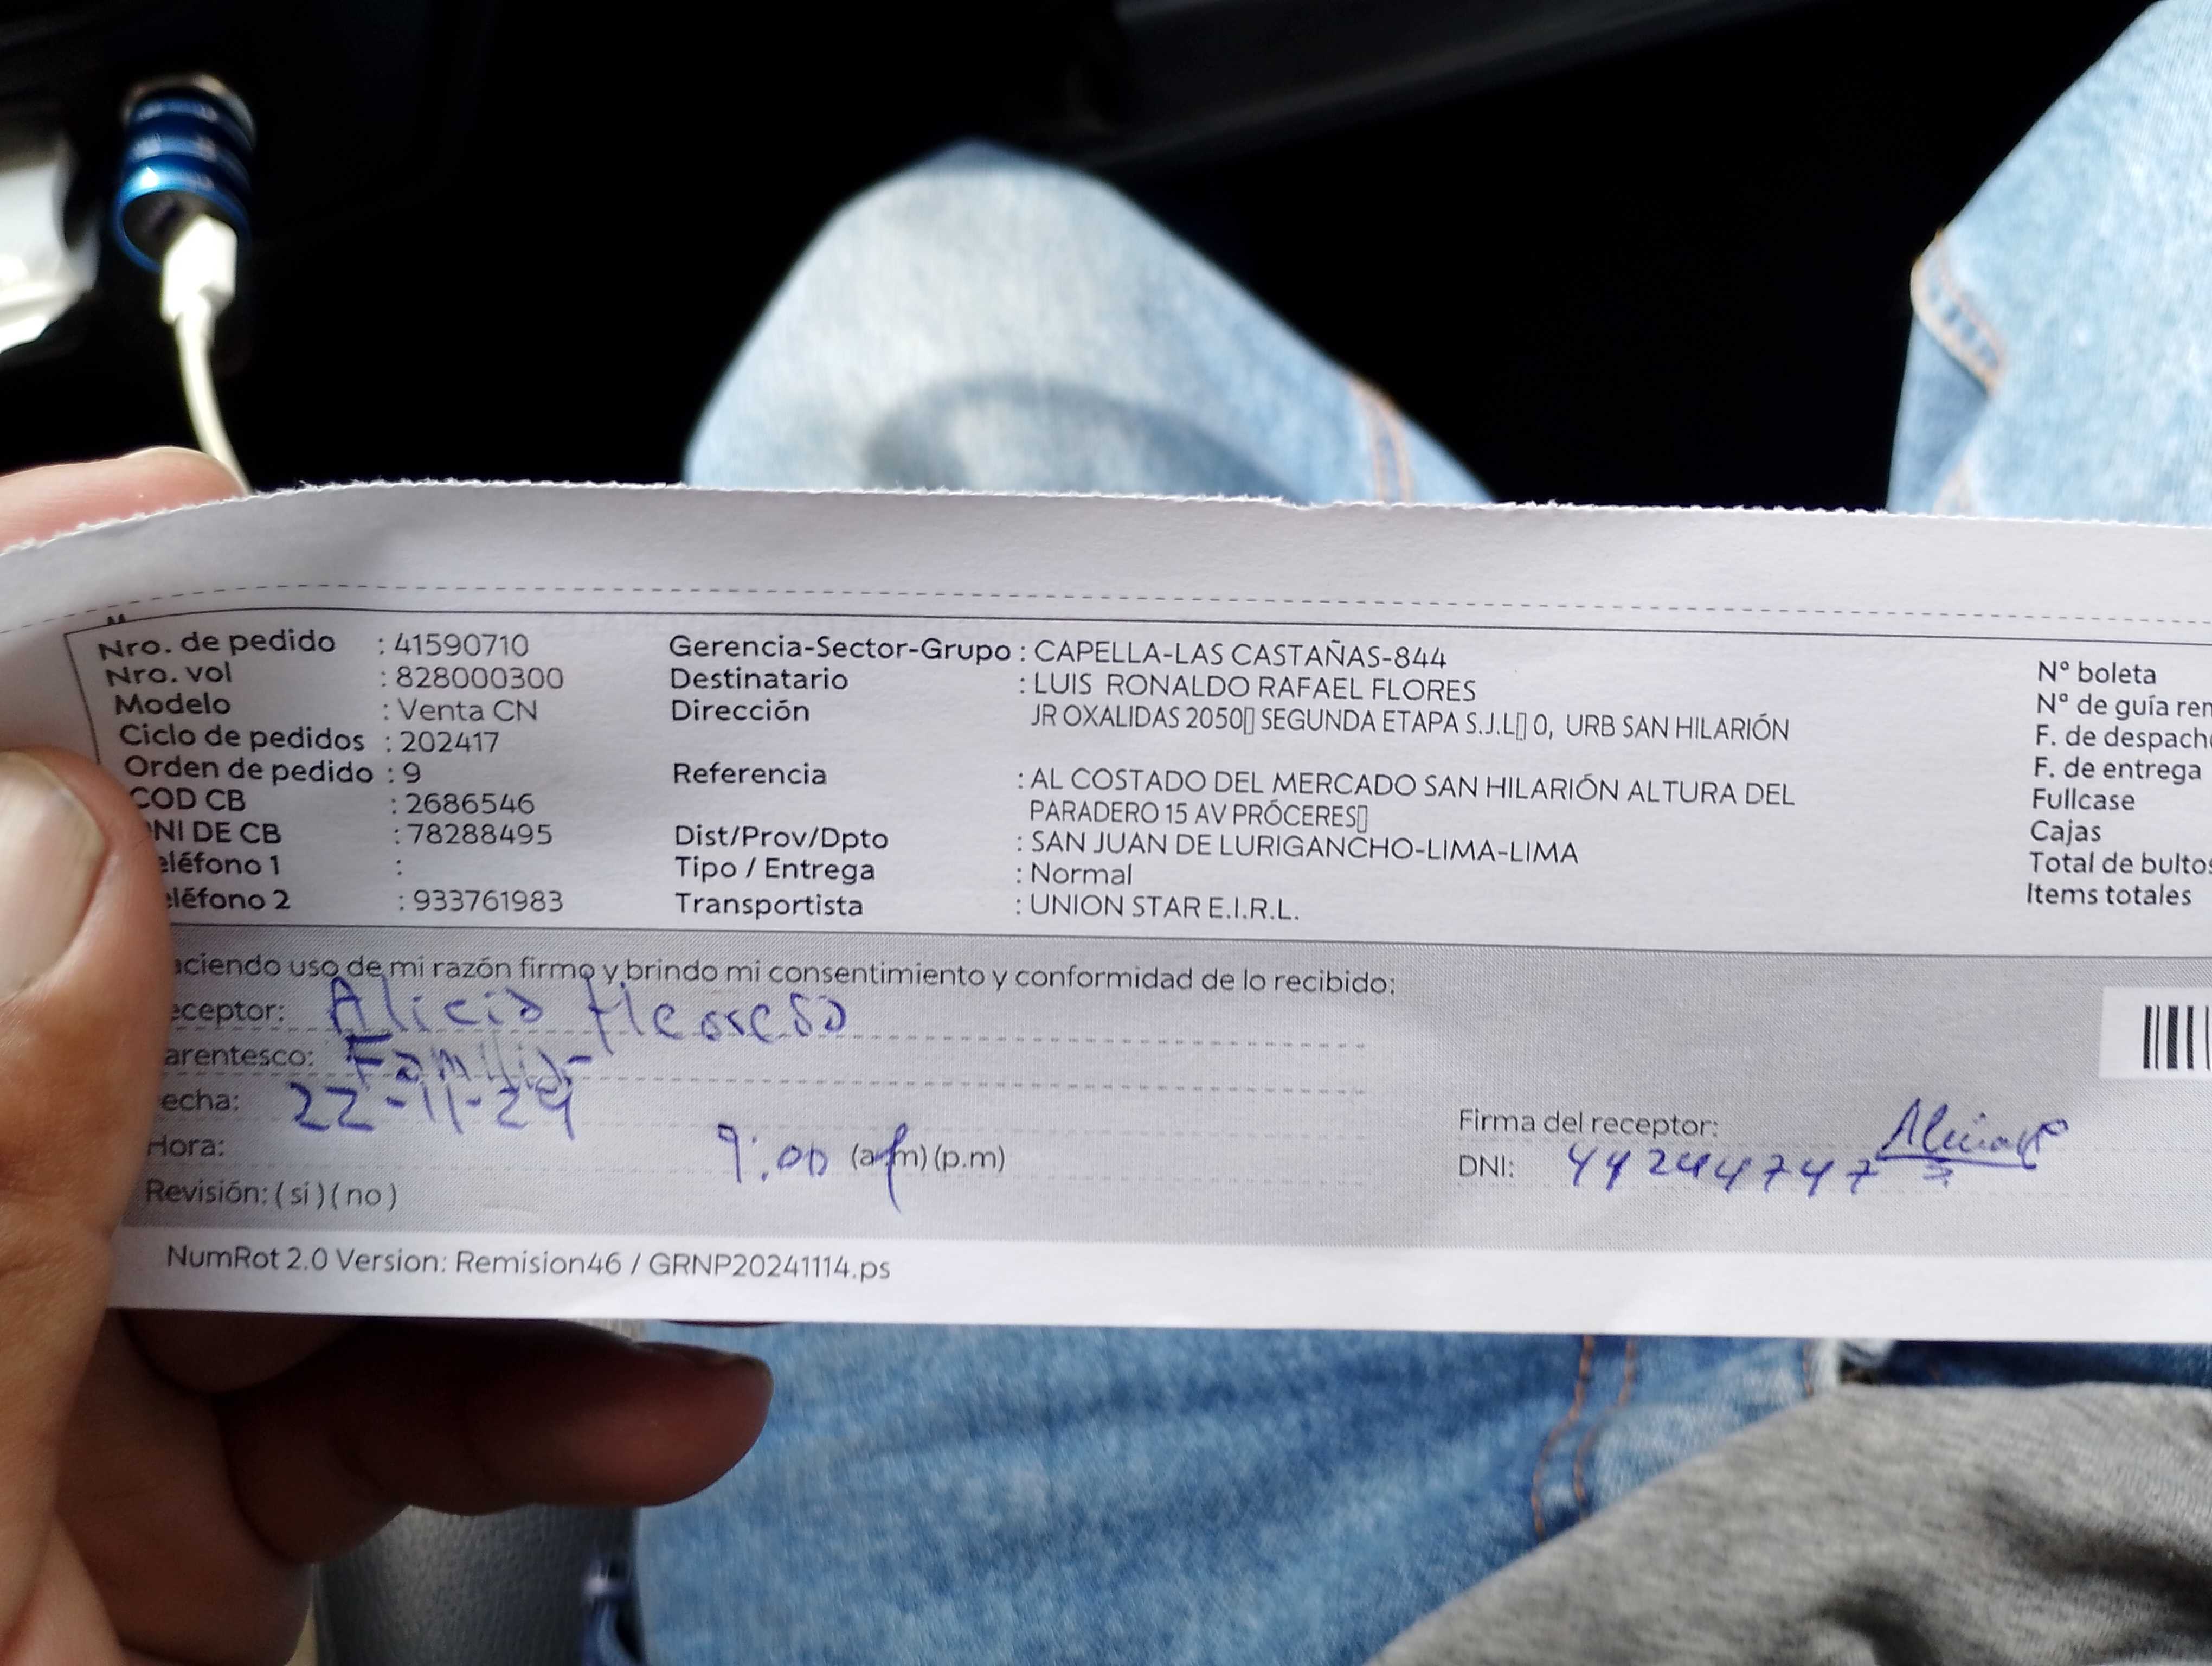 Nro. de pedido : 41590710
Nro. vol : 828000300
Modelo : Venta CN
Ciclo de pedidos : 202417
Orden de pedido : 9
COD CB : 2686546
NI DE CB : 78288495
eléfono 1 :
eléfono 2 : 933761983
Gerencia-Sector-Grupo : CAPELLA-LAS CASTAÑAS-844
Destinatario : LUIS RONALDO RAFAEL FLORES
Dirección JR OXALIDAS 2050▯ SEGUNDA ETAPA S.J.L▯ 0, URB SAN HILARIÓN
Referencia : AL COSTADO DEL MERCADO SAN HILARIÓN ALTURA DEL
PARADERO 15 AV PRÓCERES▯
Dist/Prov/Dpto : SAN JUAN DE LURIGANCHO-LIMA-LIMA
Tipo / Entrega : Normal
Transportista : UNION STAR E.I.R.L.
N° boleta
N° de guía rem
F. de despach
F. de entrega
Fullcase
Cajas
Total de bultos
Items totales
aciendo uso de mi razón firmo y brindo mi consentimiento y conformidad de lo recibido:
eceptor: Alicia
arentesco: Familia
echa: 22-11-24
Hora: 9:00 (a.m) (p.m)
Revisión: ( si ) ( no )
Firma del receptor:
DNI: 44244747
NumRot 2.0 Version: Remision46 / GRNP20241114.ps